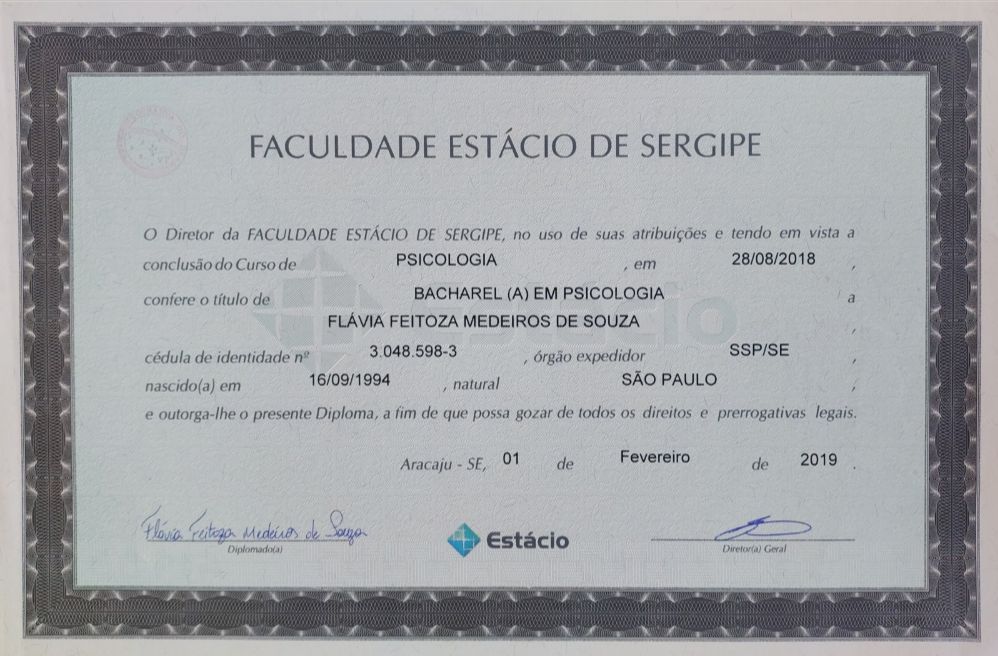 FACULDADE ESTÁCIO DE SERGIPE
O Diretor da FACULDADE ESTÁCIO DE SERGIPE, no uso de suas atribuições e tendo em vista a
conclusão do Curso de PSICOLOGIA , em 28/08/2018 ,
confere o título de BACHAREL (A) EM PSICOLOGIA a
FLÁVIA FEITOZA MEDEIROS DE SOUZA ,
cédula de identidade nº 3.048.598-3 , órgão expedidor SSP/SE ,
nascido(a) em 16/09/1994 , natural SÃO PAULO ,
e outorga-lhe o presente Diploma, a fim de que possa gozar de todos os direitos e prerrogativas legais.
Aracaju - SE, 01 de Fevereiro de 2019 .
Flávia Feitoza Medeiros de Souza
Diplomado(a)
Estácio
Diretor(a) Geral